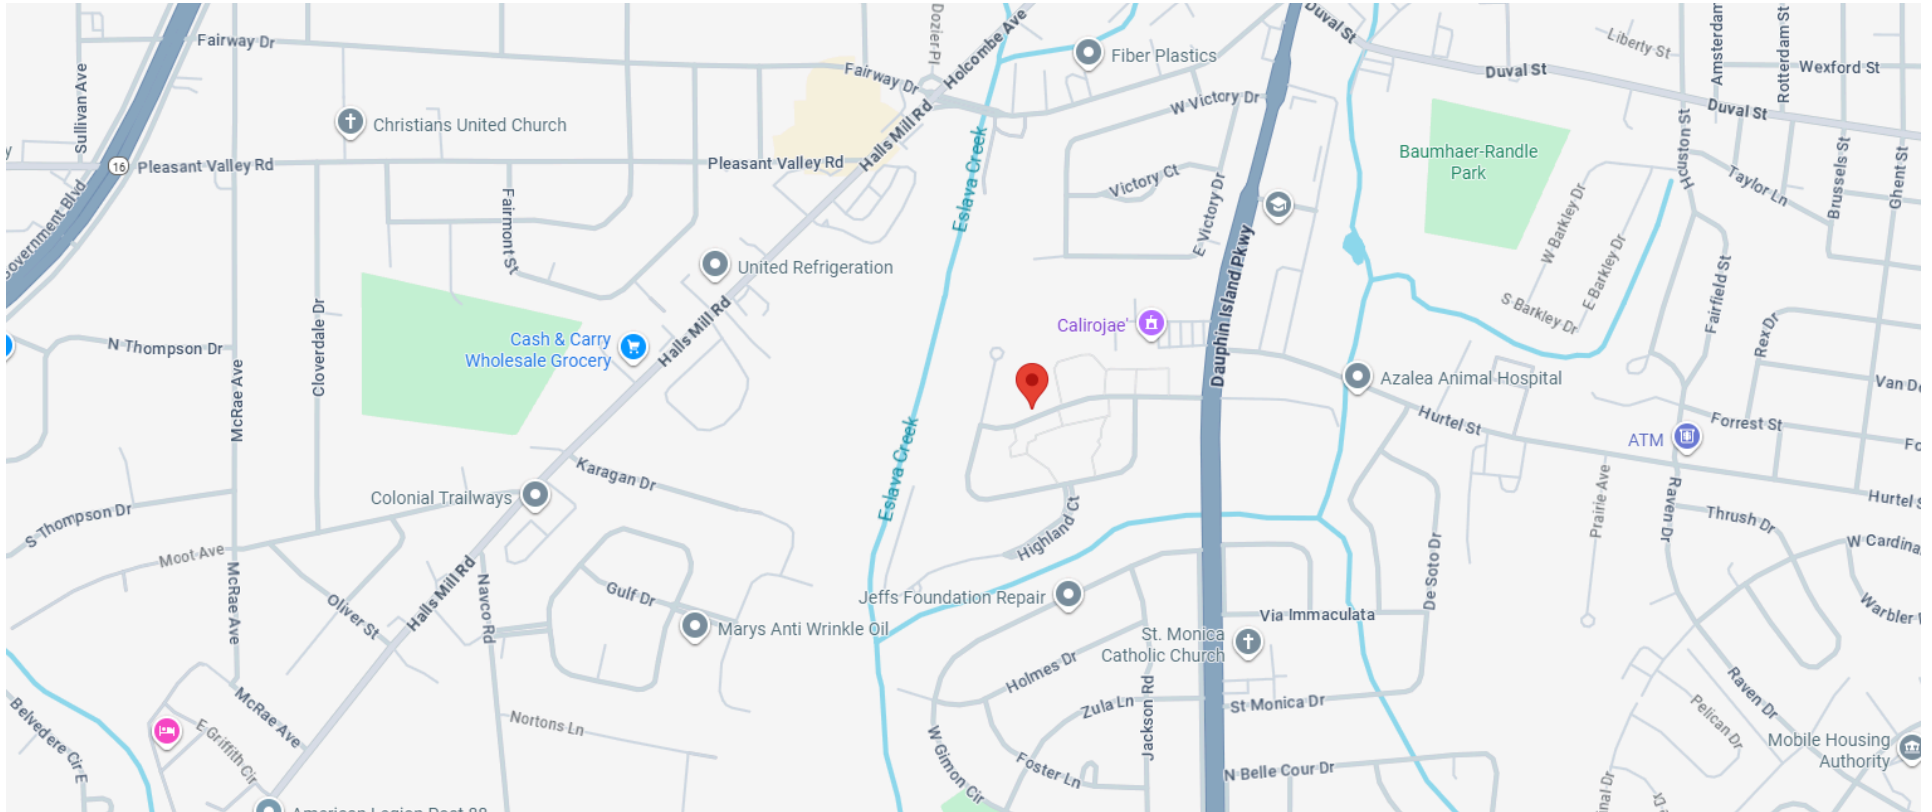 Fairway Dr
Sullivan Ave
Christians United Church
16
Pleasant Valley Rd
Government Blvd
Dozier Pl
Holcombe Ave
Fairway Dr
Halls Mill Rd
Pleasant Valley Rd
Fairmont St
United Refrigeration
Eslava Creek
Fiber Plastics
W Victory Dr
Victory Ct
E Victory Dr
Dauphin Island Pkwy
Duval St
Duval St
Duval St
Liberty St
Amsterdam
Rotterdam St
Wexford St
Houston St
Taylor Ln
Brussels St
Ghent St
Baumhaer-Randle
Park
W Barkley Dr
E Barkley Dr
S Barkley Dr
Fairfield St
Rex Dr
N Thompson Dr
McRae Ave
Cloverdale Dr
Cash & Carry
Wholesale Grocery
Halls Mill Rd
Calirojae'
Azalea Animal Hospital
Hurtel St
Forrest St
ATM
Van De
Fo
Hurtel S
Eslava Creek
Karagan Dr
Colonial Trailways
S Thompson Dr
Moot Ave
McRae Ave
Oliver St
Halls Mill Rd
Navco Rd
Gulf Dr
Marys Anti Wrinkle Oil
Highland Ct
Jeffs Foundation Repair
Prairie Ave
Raven Dr
Thrush Dr
W Cardina
De Soto Dr
Via Immaculata
St. Monica
Catholic Church
Holmes Dr
Zula Ln
Jackson Rd
St Monica Dr
Warbler
Raven Dr
Pelican Dr
Mobile Housing
Authority
McRae Ave
E Griffith Cir
Belvedere Cir E
Nortons Ln
W Gimon Cir
Foster Ln
N Belle Cour Dr
American Legion Post 88
nal Dr